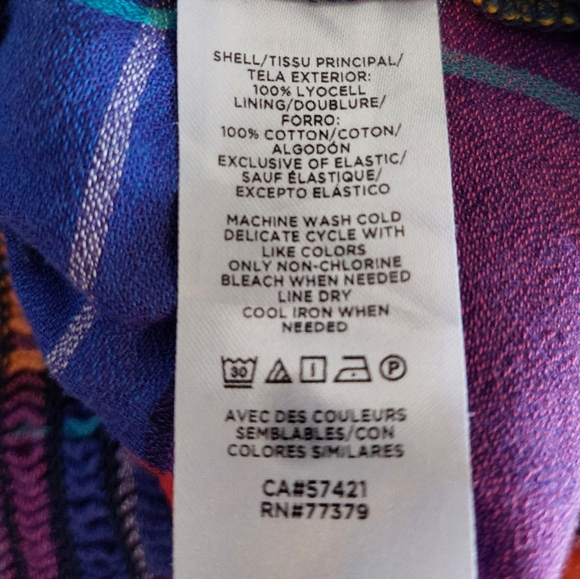 SHELL/TISSU PRINCIPAL/
TELA EXTERIOR:
100% LYOCELL
LINING/DOUBLURE/
FORRO:
100% COTTON/COTON/
ALGODÓN
EXCLUSIVE OF ELASTIC/
SAUF ÉLASTIQUE/
EXCEPTO ELÁSTICO
MACHINE WASH COLD
DELICATE CYCLE WITH
LIKE COLORS
ONLY NON-CHLORINE
BLEACH WHEN NEEDED
LINE DRY
COOL IRON WHEN
NEEDED
30 P
AVEC DES COULEURS
SEMBLABLES/CON
COLORES SIMILARES
CA#57421
RN#77379